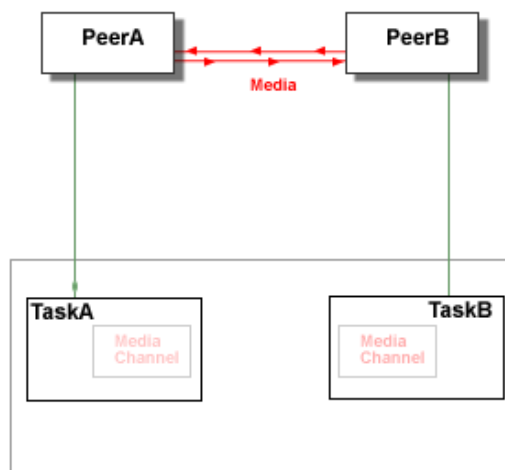 PeerA
PeerB
Media
TaskA
Media
Channel
TaskB
Media
Channel